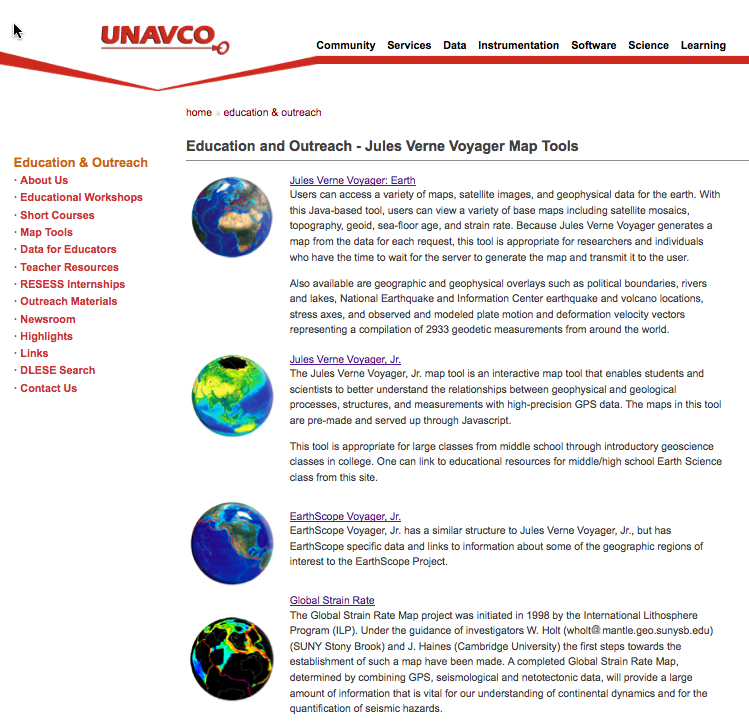 UNAVCO
Community Services Data Instrumentation Software Science Learning
home » education & outreach
Education & Outreach
· About Us
· Educational Workshops
· Short Courses
· Map Tools
· Data for Educators
· Teacher Resources
· RESESS Internships
· Outreach Materials
· Newsroom
· Highlights
· Links
· DLESE Search
· Contact Us
Education and Outreach - Jules Verne Voyager Map Tools
Jules Verne Voyager: Earth
Users can access a variety of maps, satellite images, and geophysical data for the earth. With
this Java-based tool, users can view a variety of base maps including satellite mosaics,
topography, geoid, sea-floor age, and strain rate. Because Jules Verne Voyager generates a
map from the data for each request, this tool is appropriate for researchers and individuals
who have the time to wait for the server to generate the map and transmit it to the user.
Also available are geographic and geophysical overlays such as political boundaries, rivers
and lakes, National Earthquake and Information Center earthquake and volcano locations,
stress axes, and observed and modeled plate motion and deformation velocity vectors
representing a compilation of 2933 geodetic measurements from around the world.
Jules Verne Voyager, Jr.
The Jules Verne Voyager, Jr. map tool is an interactive map tool that enables students and
scientists to better understand the relationships between geophysical and geological
processes, structures, and measurements with high-precision GPS data. The maps in this tool
are pre-made and served up through Javascript.
This tool is appropriate for large classes from middle school through introductory geoscience
classes in college. One can link to educational resources for middle/high school Earth Science
class from this site.
EarthScope Voyager, Jr.
EarthScope Voyager, Jr. has a similar structure to Jules Verne Voyager, Jr., but has
EarthScope specific data and links to information about some of the geographic regions of
interest to the EarthScope Project.
Global Strain Rate
The Global Strain Rate Map project was initiated in 1998 by the International Lithosphere
Program (ILP). Under the guidance of investigators W. Holt (wholt@mantle.geo.sunysb.edu)
(SUNY Stony Brook) and J. Haines (Cambridge University) the first steps towards the
establishment of such a map have been made. A completed Global Strain Rate Map,
determined by combining GPS, seismological and netotectonic data, will provide a large
amount of information that is vital for our understanding of continental dynamics and for the
quantification of seismic hazards.